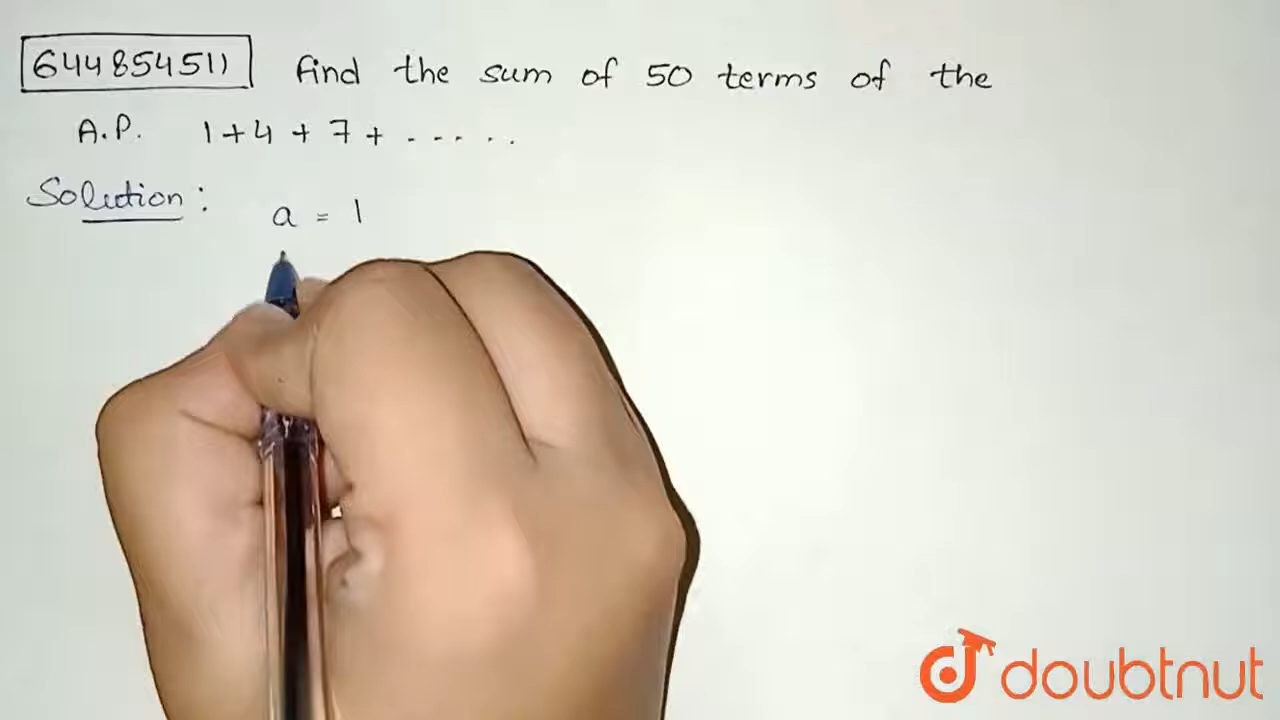 644854511 Find the sum of 50 terms of the
A.P. 1+4+7+ - - - . .
Solution:
a = 1
doubtnut